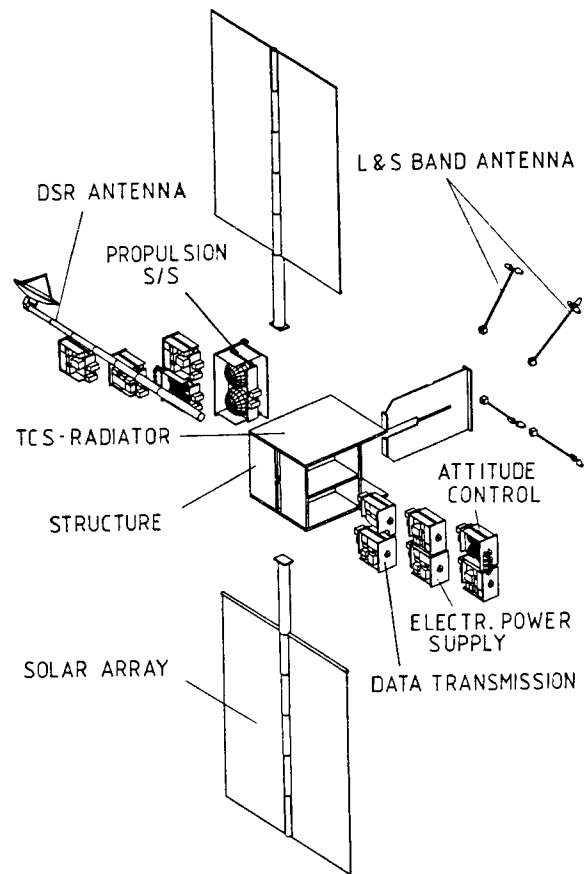 L&S BAND ANTENNA
DSR ANTENNA
PROPULSION
S/S
TCS-RADIATOR
ATTITUDE
CONTROL
STRUCTURE
ELECTR. POWER
SUPPLY
SOLAR ARRAY
DATA TRANSMISSION